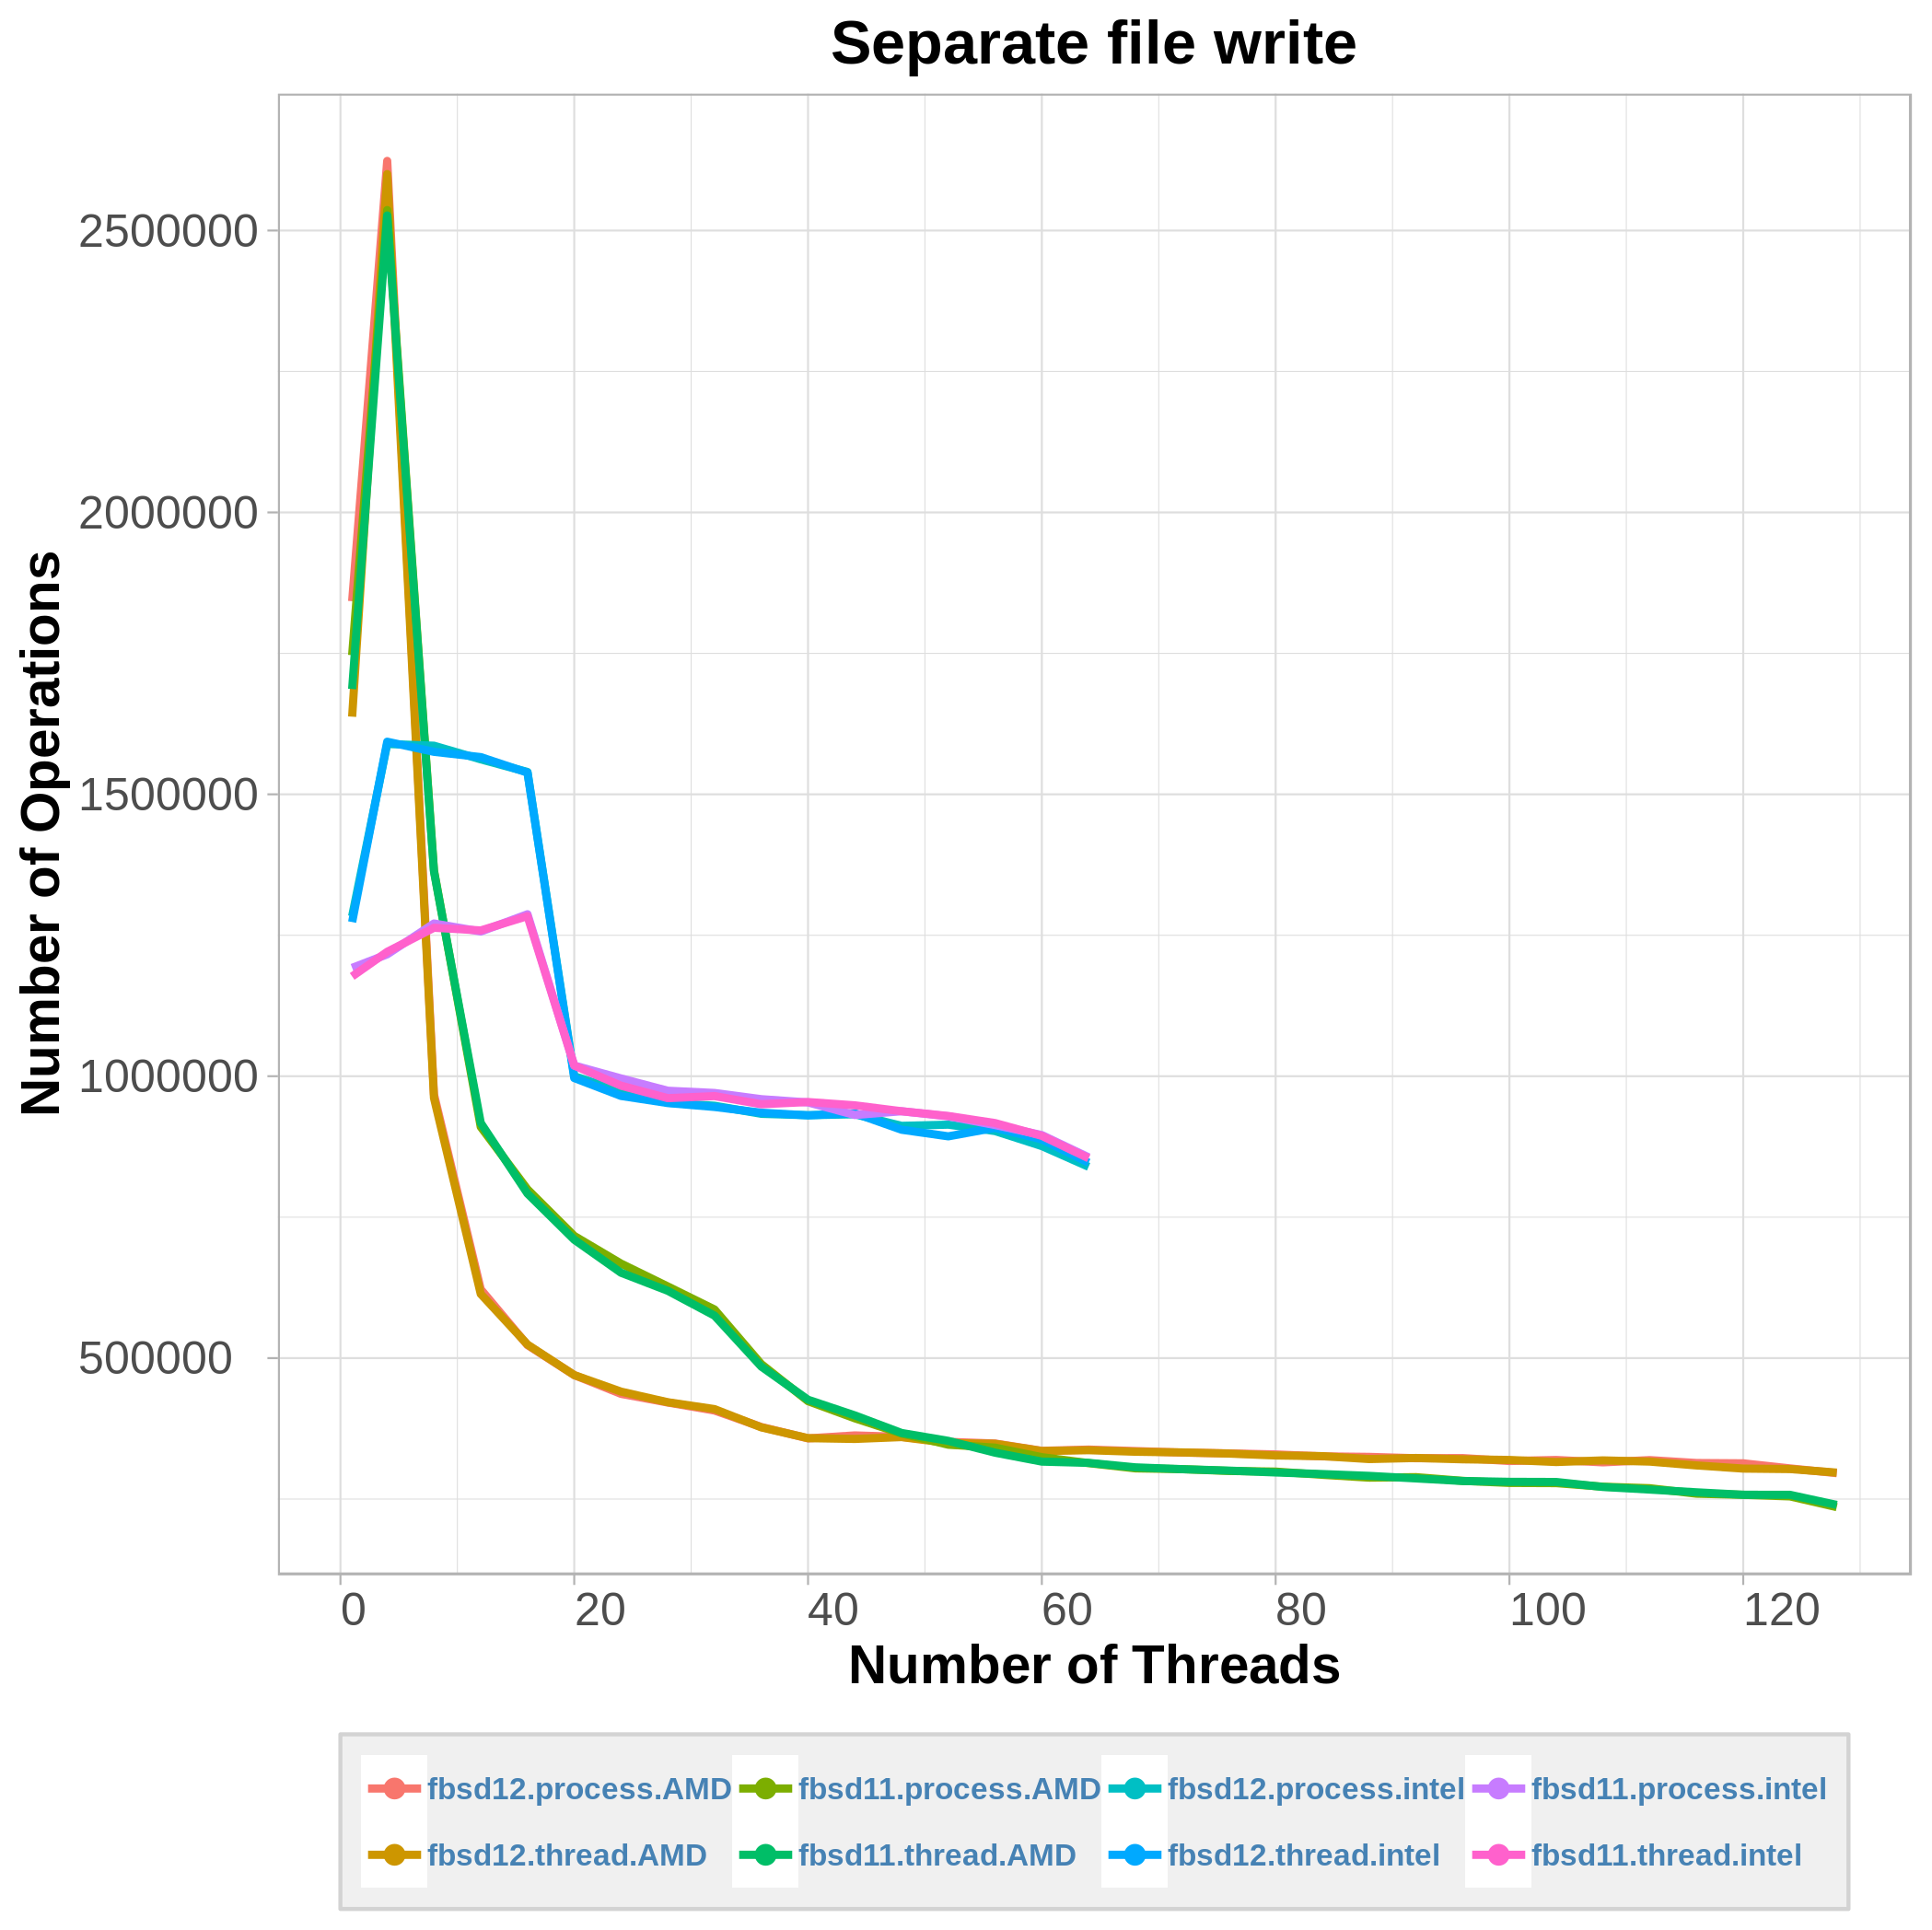 Separate file write
Number of Operations
2500000
2000000
1500000
1000000
500000
0 20 40 60 80 100 120
Number of Threads
fbsd12.process.AMD fbsd11.process.AMD fbsd12.process.intel fbsd11.process.intel
fbsd12.thread.AMD fbsd11.thread.AMD fbsd12.thread.intel fbsd11.thread.intel